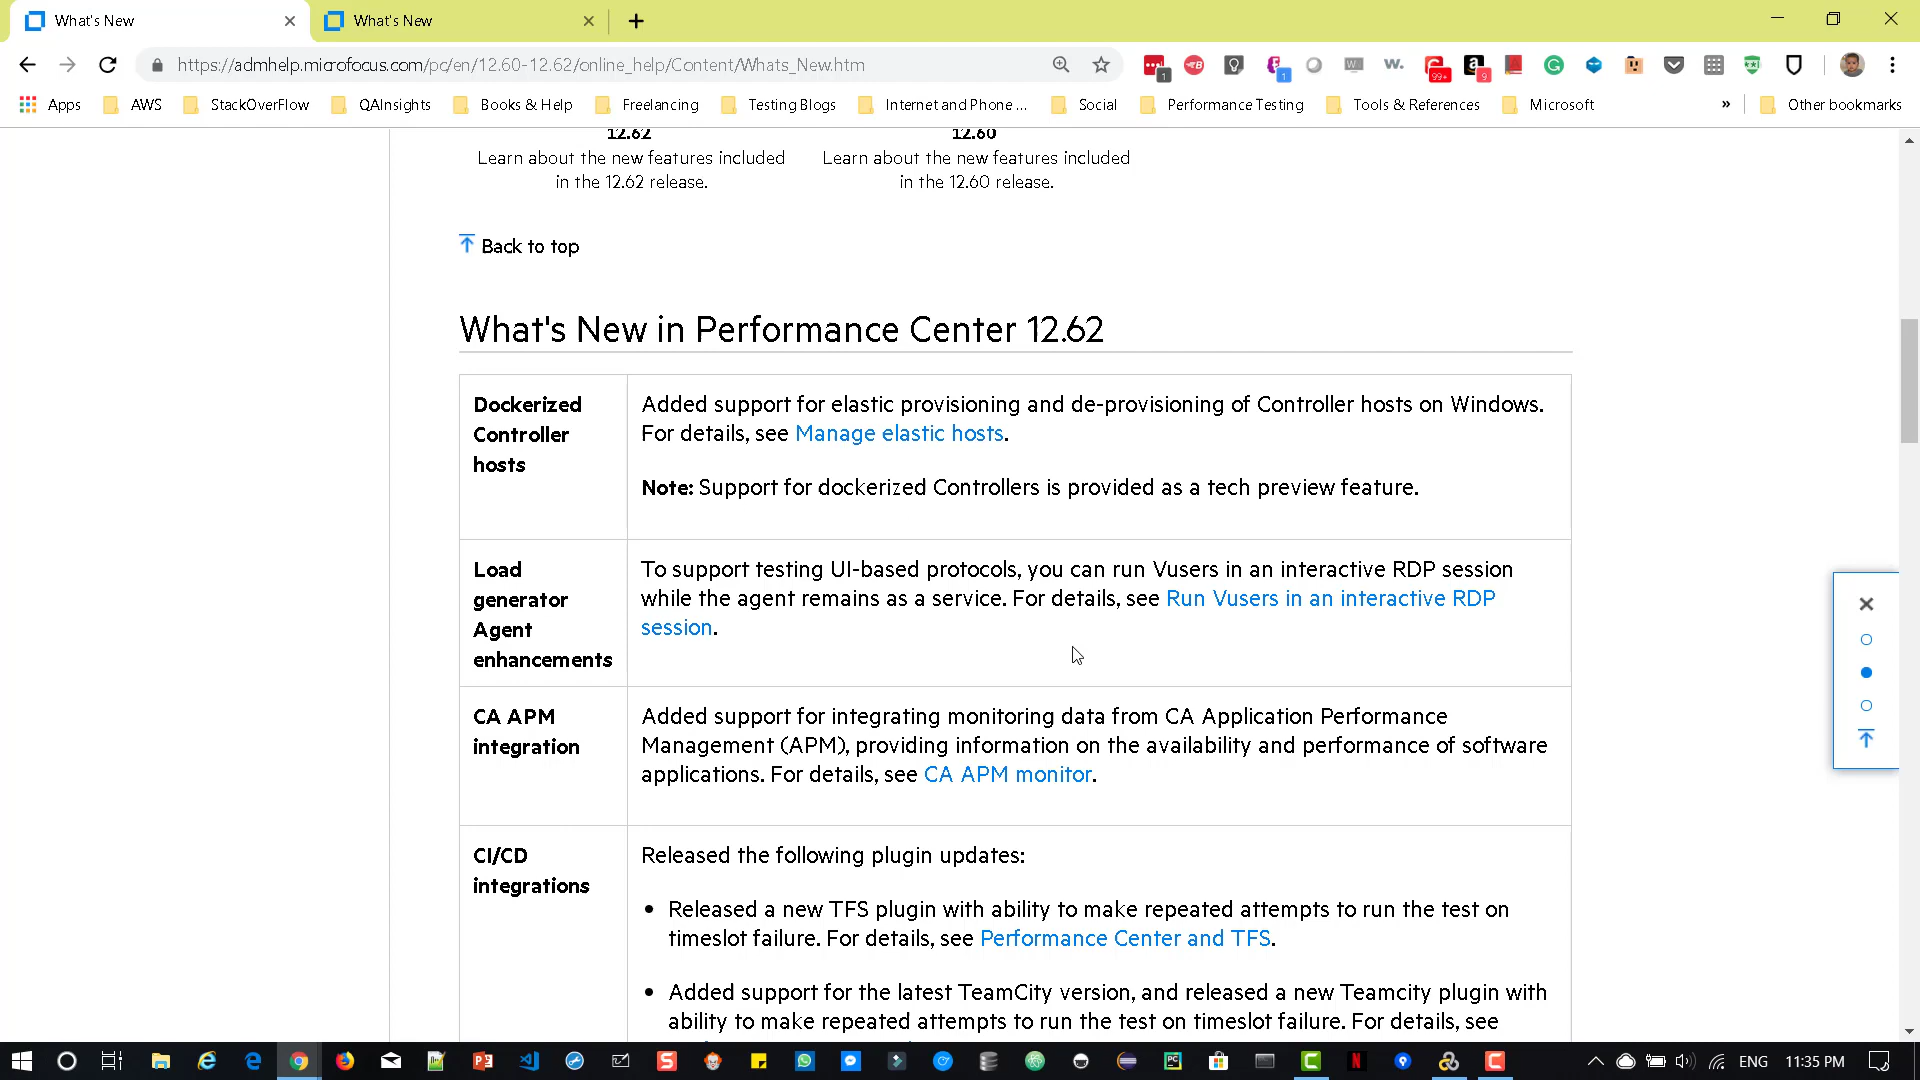 What's New
What's New
https://admhelp.microfocus.com/pc/en/12.60-12.62/online_help/Content/Whats_New.htm
1
1
99+
9
Apps
AWS
StackOverFlow
QAInsights
Books & Help
Freelancing
Testing Blogs
Internet and Phone ...
Social
Performance Testing
Tools & References
Microsoft
»
Other bookmarks
12.62
Learn about the new features included
in the 12.62 release.
12.60
Learn about the new features included
in the 12.60 release.
Back to top
What's New in Performance Center 12.62
Dockerized
Controller
hosts
Added support for elastic provisioning and de-provisioning of Controller hosts on Windows.
For details, see Manage elastic hosts.
Note: Support for dockerized Controllers is provided as a tech preview feature.
Load
generator
Agent
enhancements
To support testing UI-based protocols, you can run Vusers in an interactive RDP session
while the agent remains as a service. For details, see Run Vusers in an interactive RDP
session.
CA APM
integration
Added support for integrating monitoring data from CA Application Performance
Management (APM), providing information on the availability and performance of software
applications. For details, see CA APM monitor.
CI/CD
integrations
Released the following plugin updates:
• Released a new TFS plugin with ability to make repeated attempts to run the test on
timeslot failure. For details, see Performance Center and TFS.
• Added support for the latest TeamCity version, and released a new Teamcity plugin with
ability to make repeated attempts to run the test on timeslot failure. For details, see
ENG
11:35 PM